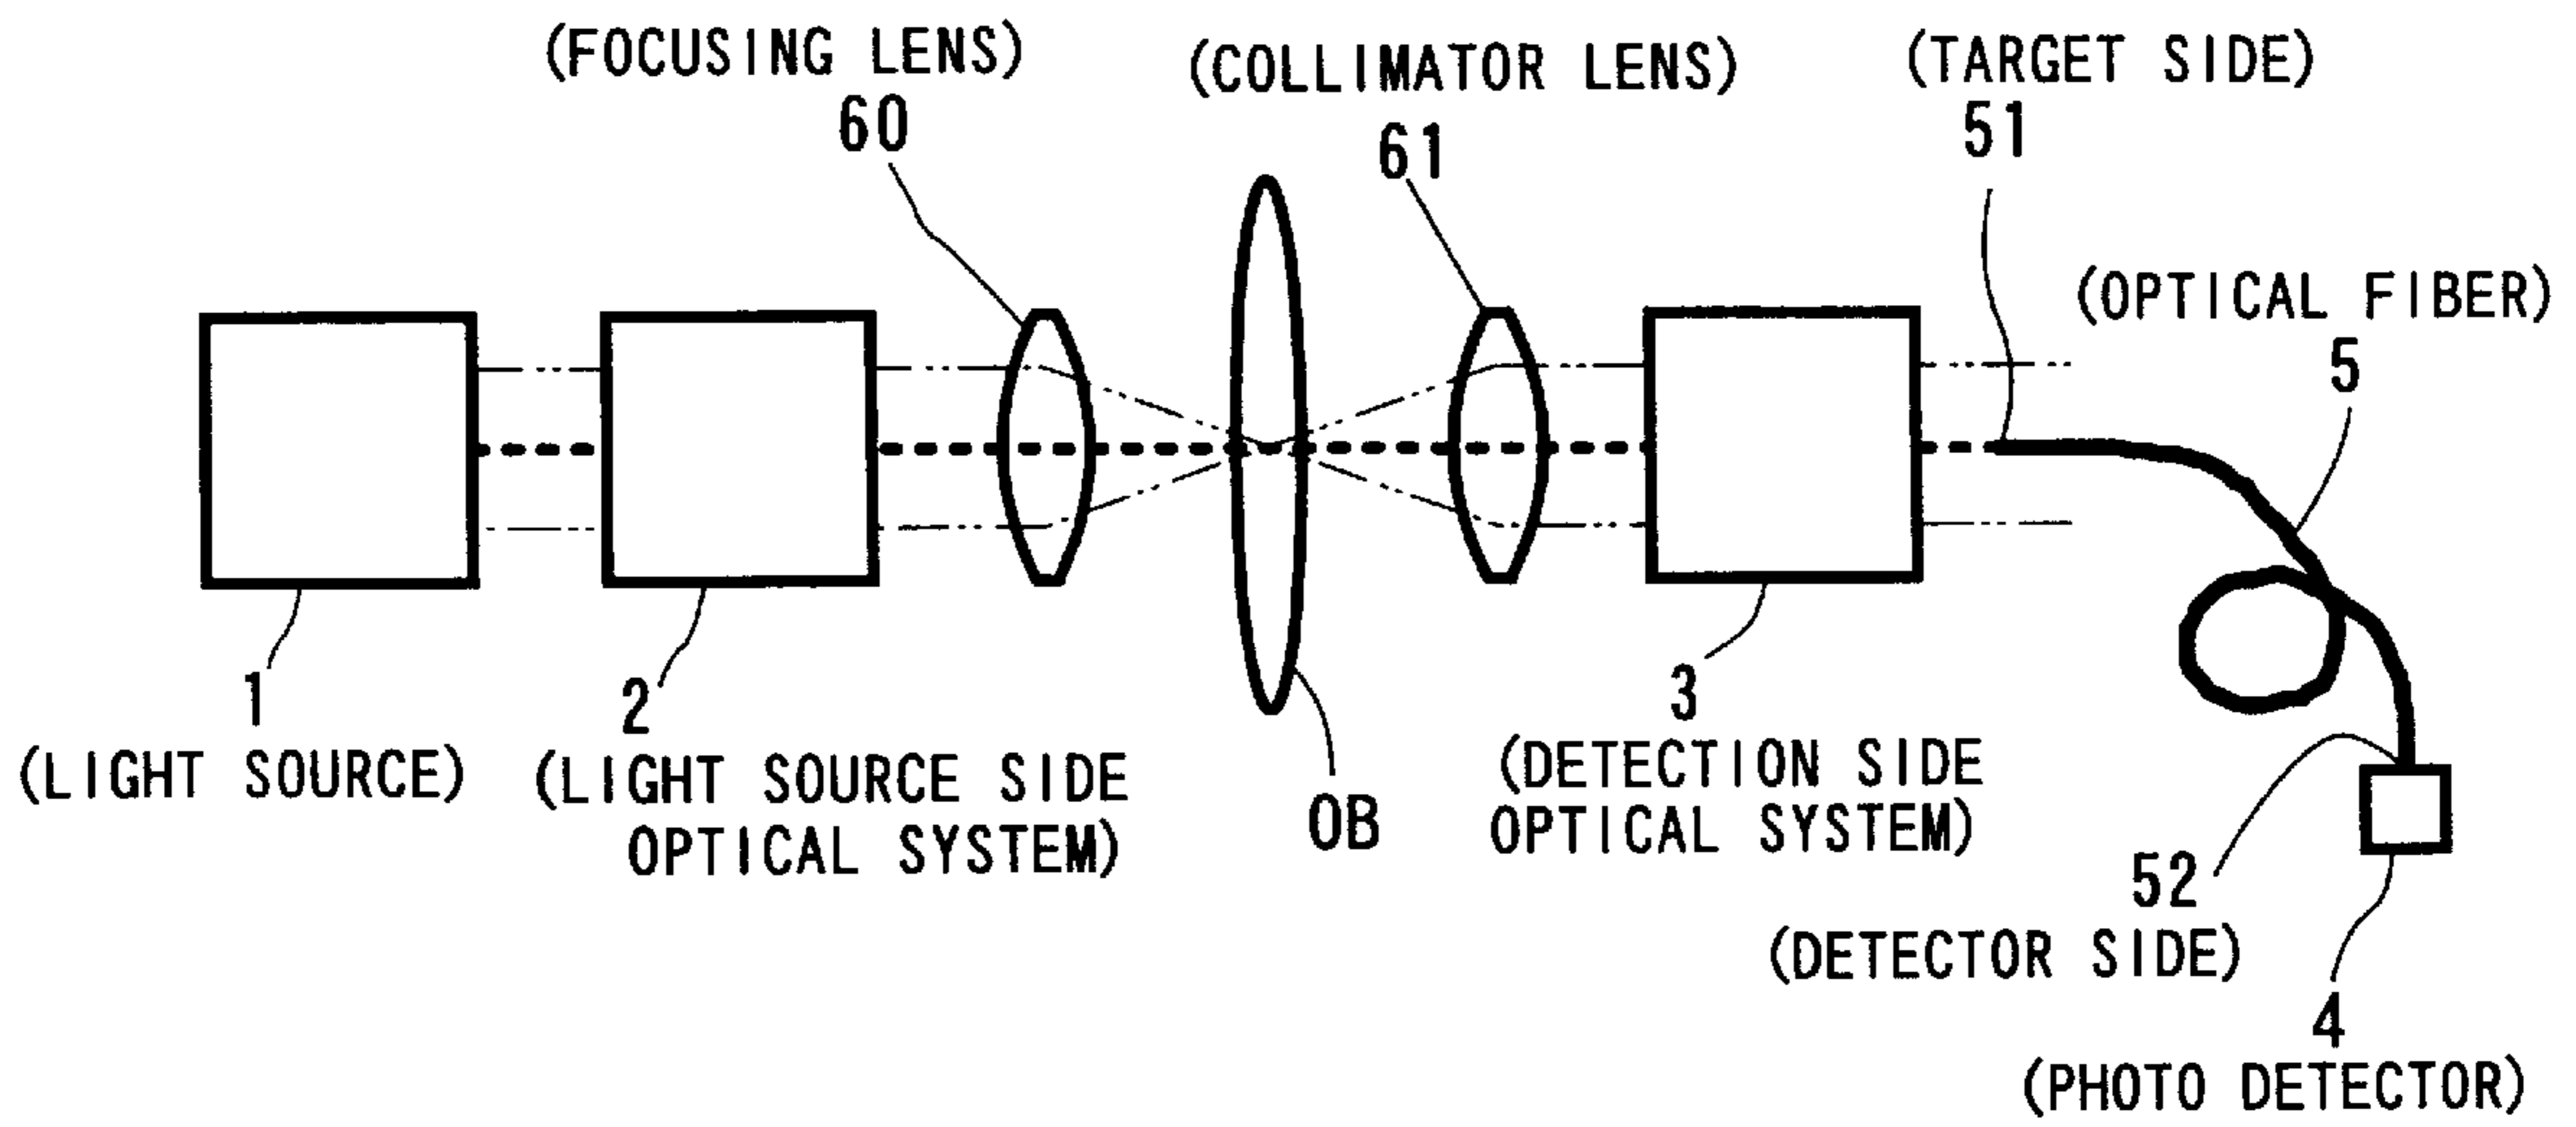 (FOCUSING LENS)
60
(COLLIMATOR LENS)
61
(TARGET SIDE)
51
(OPTICAL FIBER)
5
1
(LIGHT SOURCE)
2
(LIGHT SOURCE SIDE
OPTICAL SYSTEM)
OB
3
(DETECTION SIDE
OPTICAL SYSTEM)
52
(DETECTOR SIDE)
4
(PHOTO DETECTOR)